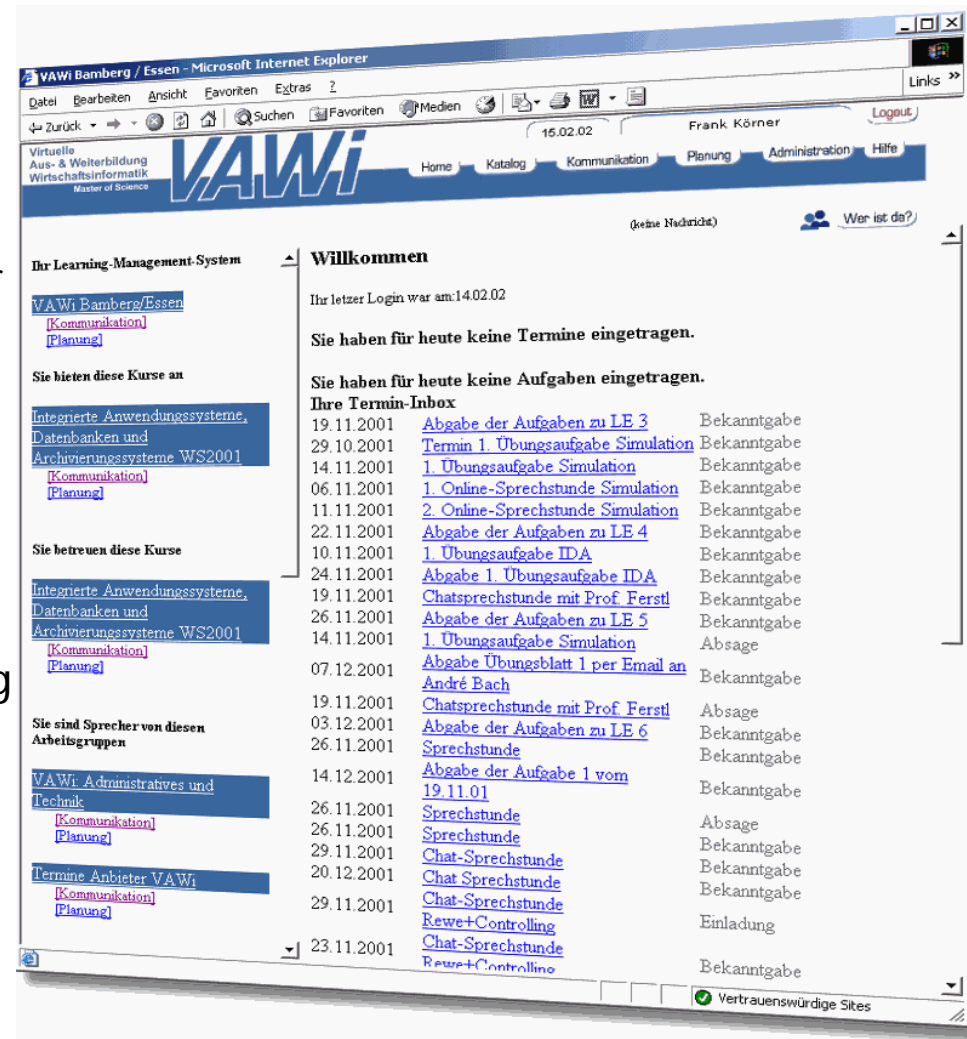 VAWi Bamberg / Essen - Microsoft Internet Explorer
Datei Bearbeiten Ansicht Favoriten Extras ?
Links »
Zurück Suchen Favoriten Medien
Virtuelle
Aus- & Weiterbildung
Wirtschaftsinformatik
Master of Science
VAWi
15.02.02 Frank Körner Logout
Home Katalog Kommunikation Planung Administration Hilfe
(keine Nachricht) Wer ist da?
Ihr Learning-Management-System
VAWi Bamberg/Essen
[Kommunikation]
[Planung]
Sie bieten diese Kurse an
Integrierte Anwendungssysteme,
Datenbanken und
Archivierungssysteme WS2001
[Kommunikation]
[Planung]
Sie betreuen diese Kurse
Integrierte Anwendungssysteme,
Datenbanken und
Archivierungssysteme WS2001
[Kommunikation]
[Planung]
Sie sind Sprecher von diesen
Arbeitsgruppen
VAWi: Administratives und
Technik
[Kommunikation]
[Planung]
Termine Anbieter VAWi
[Kommunikation]
[Planung]
Willkommen
Ihr letzer Login war am:14.02.02
Sie haben für heute keine Termine eingetragen.
Sie haben für heute keine Aufgaben eingetragen.
Ihre Termin-Inbox
19.11.2001 Abgabe der Aufgaben zu LE 3 Bekanntgabe
29.10.2001 Termin 1. Übungsaufgabe Simulation Bekanntgabe
14.11.2001 1. Übungsaufgabe Simulation Bekanntgabe
06.11.2001 1. Online-Sprechstunde Simulation Bekanntgabe
11.11.2001 2. Online-Sprechstunde Simulation Bekanntgabe
22.11.2001 Abgabe der Aufgaben zu LE 4 Bekanntgabe
10.11.2001 1. Übungsaufgabe IDA Bekanntgabe
24.11.2001 Abgabe 1. Übungsaufgabe IDA Bekanntgabe
19.11.2001 Chatsprechstunde mit Prof. Ferstl Bekanntgabe
26.11.2001 Abgabe der Aufgaben zu LE 5 Bekanntgabe
14.11.2001 1. Übungsaufgabe Simulation Absage
07.12.2001 Abgabe Übungsblatt 1 per Email an
André Bach Bekanntgabe
19.11.2001 Chatsprechstunde mit Prof. Ferstl Absage
03.12.2001 Abgabe der Aufgaben zu LE 6 Bekanntgabe
26.11.2001 Sprechstunde Bekanntgabe
14.12.2001 Abgabe der Aufgabe 1 vom
19.11.01 Bekanntgabe
26.11.2001 Sprechstunde Absage
26.11.2001 Sprechstunde Bekanntgabe
29.11.2001 Chat-Sprechstunde Bekanntgabe
20.12.2001 Chat Sprechstunde Bekanntgabe
29.11.2001 Chat-Sprechstunde
Rewe+Controlling Einladung
23.11.2001 Chat-Sprechstunde
Rewe+Controlling Bekanntgabe
Vertrauenswürdige Sites